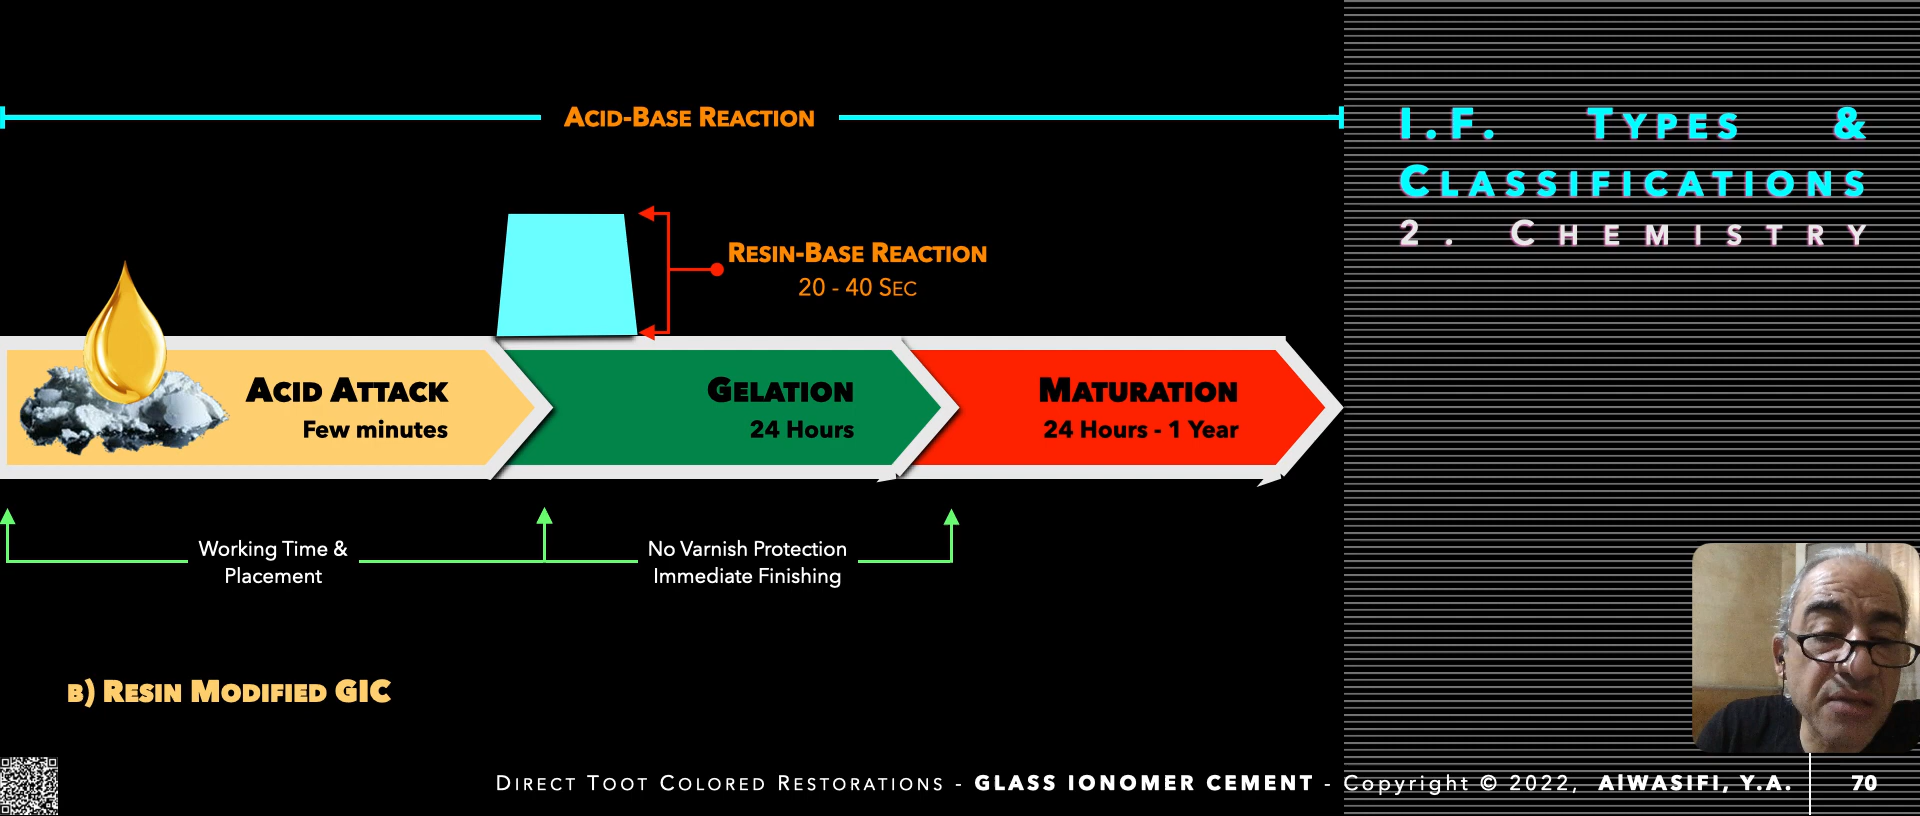 Acid-Base Reaction
I.F. Types &
Classifications
2. Chemistry
Resin-Base Reaction
20 - 40 Sec
Acid Attack
Few minutes
Gelation
24 Hours
Maturation
24 Hours - 1 Year
Working Time &
Placement
No Varnish Protection
Immediate Finishing
B) Resin Modified GIC
Direct Toot Colored Restorations - GLASS IONOMER CEMENT - Copyright © 2022, AlWASIFI, Y.A. 70